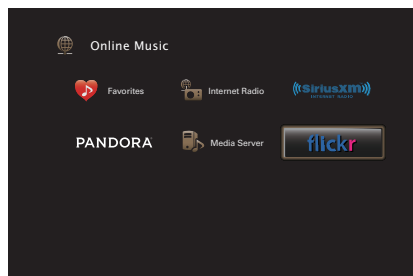 Online Music
Favorites
Internet Radio
((SiriusXM))
INTERNET RADIO
PANDORA
Media Server
flickr